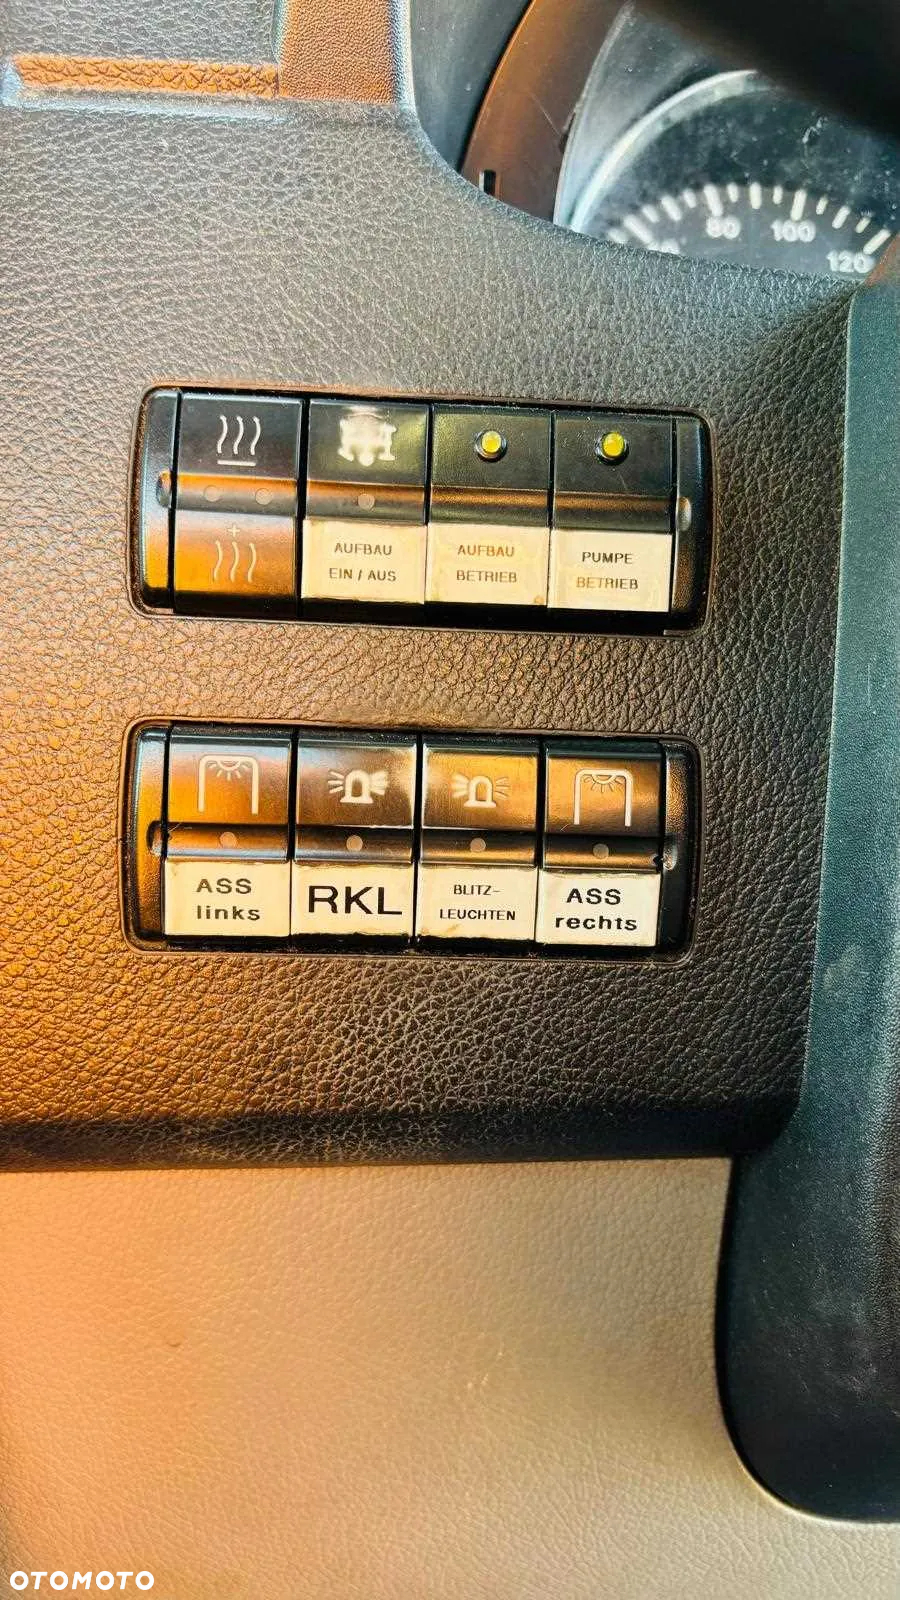 80 100
120
AUFBAU
EIN / AUS
AUFBAU
BETRIEB
PUMPE
BETRIEB
ASS
links
RKL
BLITZ-
LEUCHTEN
ASS
rechts
OTOMOTO